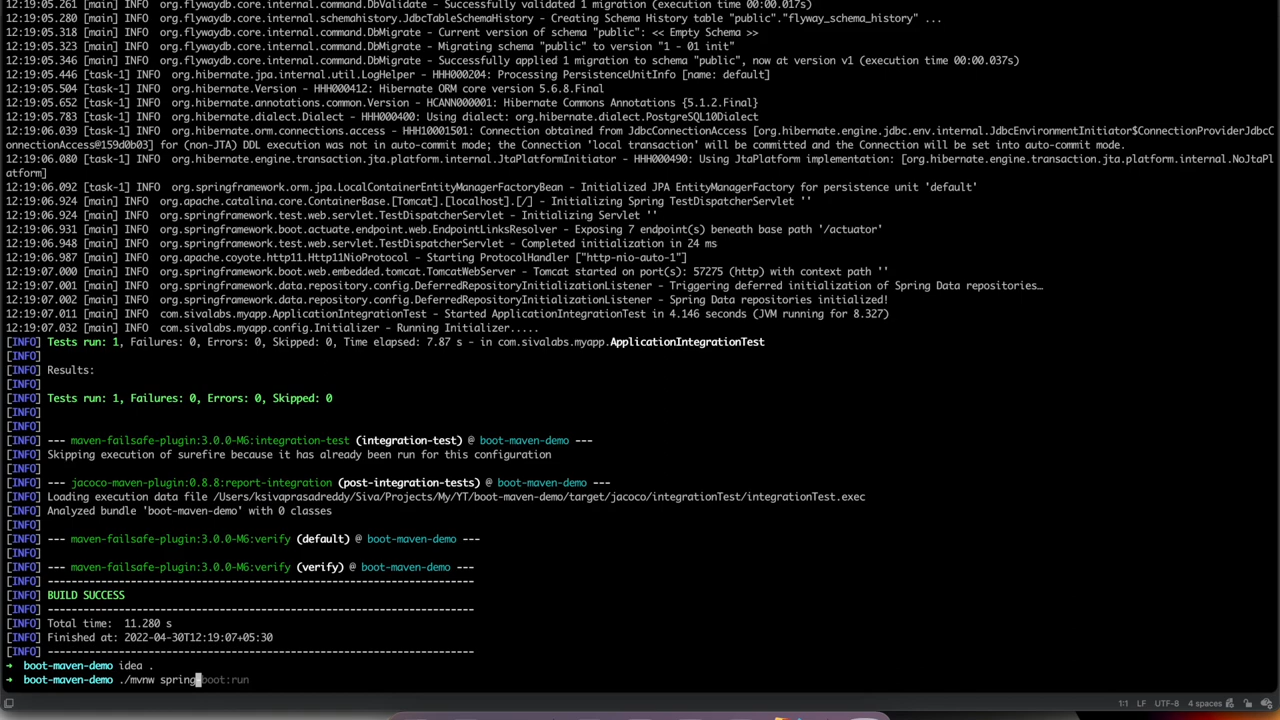 12:19:05.261 [main] INFO  org.flywaydb.core.internal.command.DbValidate - Successfully validated 1 migration (execution time 00:00.017s)
12:19:05.280 [main] INFO  org.flywaydb.core.internal.schemahistory.JdbcTableSchemaHistory - Creating Schema History table "public"."flyway_schema_history" ...
12:19:05.318 [main] INFO  org.flywaydb.core.internal.command.DbMigrate - Current version of schema "public": << Empty Schema >>
12:19:05.323 [main] INFO  org.flywaydb.core.internal.command.DbMigrate - Migrating schema "public" to version "1 - 01 init"
12:19:05.346 [main] INFO  org.flywaydb.core.internal.command.DbMigrate - Successfully applied 1 migration to schema "public", now at version v1 (execution time 00:00.037s)
12:19:05.446 [task-1] INFO  org.hibernate.jpa.internal.util.LogHelper - HHH000204: Processing PersistenceUnitInfo [name: default]
12:19:05.504 [task-1] INFO  org.hibernate.Version - HHH000412: Hibernate ORM core version 5.6.8.Final
12:19:05.652 [task-1] INFO  org.hibernate.annotations.common.Version - HCANN000001: Hibernate Commons Annotations {5.1.2.Final}
12:19:05.783 [task-1] INFO  org.hibernate.dialect.Dialect - HHH000400: Using dialect: org.hibernate.dialect.PostgreSQL10Dialect
12:19:06.039 [task-1] INFO  org.hibernate.orm.connections.access - HHH10001501: Connection obtained from JdbcConnectionAccess [org.hibernate.engine.jdbc.env.internal.JdbcEnvironmentInitiator$ConnectionProviderJdbcC
onnectionAccess@159d0b03] for (non-JTA) DDL execution was not in auto-commit mode; the Connection 'local transaction' will be committed and the Connection will be set into auto-commit mode.
12:19:06.080 [task-1] INFO  org.hibernate.engine.transaction.jta.platform.internal.JtaPlatformInitiator - HHH000490: Using JtaPlatform implementation: [org.hibernate.engine.transaction.jta.platform.internal.NoJtaPl
atform]
12:19:06.092 [task-1] INFO  org.springframework.orm.jpa.LocalContainerEntityManagerFactoryBean - Initialized JPA EntityManagerFactory for persistence unit 'default'
12:19:06.924 [main] INFO  org.apache.catalina.core.ContainerBase.[Tomcat].[localhost].[/] - Initializing Spring TestDispatcherServlet ''
12:19:06.924 [main] INFO  org.springframework.test.web.servlet.TestDispatcherServlet - Initializing Servlet ''
12:19:06.931 [main] INFO  org.springframework.boot.actuate.endpoint.web.EndpointLinksResolver - Exposing 7 endpoint(s) beneath base path '/actuator'
12:19:06.948 [main] INFO  org.springframework.test.web.servlet.TestDispatcherServlet - Completed initialization in 24 ms
12:19:06.987 [main] INFO  org.apache.coyote.http11.Http11NioProtocol - Starting ProtocolHandler ["http-nio-auto-1"]
12:19:07.000 [main] INFO  org.springframework.boot.web.embedded.tomcat.TomcatWebServer - Tomcat started on port(s): 57275 (http) with context path ''
12:19:07.001 [main] INFO  org.springframework.data.repository.config.DeferredRepositoryInitializationListener - Triggering deferred initialization of Spring Data repositories…
12:19:07.002 [main] INFO  org.springframework.data.repository.config.DeferredRepositoryInitializationListener - Spring Data repositories initialized!
12:19:07.011 [main] INFO  com.sivalabs.myapp.ApplicationIntegrationTest - Started ApplicationIntegrationTest in 4.146 seconds (JVM running for 8.327)
12:19:07.032 [main] INFO  com.sivalabs.myapp.config.Initializer - Running Initializer.....
[INFO] Tests run: 1, Failures: 0, Errors: 0, Skipped: 0, Time elapsed: 7.87 s - in com.sivalabs.myapp.ApplicationIntegrationTest
[INFO]
[INFO] Results:
[INFO]
[INFO] Tests run: 1, Failures: 0, Errors: 0, Skipped: 0
[INFO]
[INFO]
[INFO] --- maven-failsafe-plugin:3.0.0-M6:integration-test (integration-test) @ boot-maven-demo ---
[INFO] Skipping execution of surefire because it has already been run for this configuration
[INFO]
[INFO] --- jacoco-maven-plugin:0.8.8:report-integration (post-integration-tests) @ boot-maven-demo ---
[INFO] Loading execution data file /Users/ksivaprasadreddy/Siva/Projects/My/YT/boot-maven-demo/target/jacoco/integrationTest/integrationTest.exec
[INFO] Analyzed bundle 'boot-maven-demo' with 0 classes
[INFO]
[INFO] --- maven-failsafe-plugin:3.0.0-M6:verify (default) @ boot-maven-demo ---
[INFO]
[INFO] --- maven-failsafe-plugin:3.0.0-M6:verify (verify) @ boot-maven-demo ---
[INFO] ------------------------------------------------------------------------
[INFO] BUILD SUCCESS
[INFO] ------------------------------------------------------------------------
[INFO] Total time:  11.280 s
[INFO] Finished at: 2022-04-30T12:19:07+05:30
[INFO] ------------------------------------------------------------------------
➜  boot-maven-demo idea .
➜  boot-maven-demo ./mvnw spring-boot:run
1:1 LF UTF-8 4 spaces